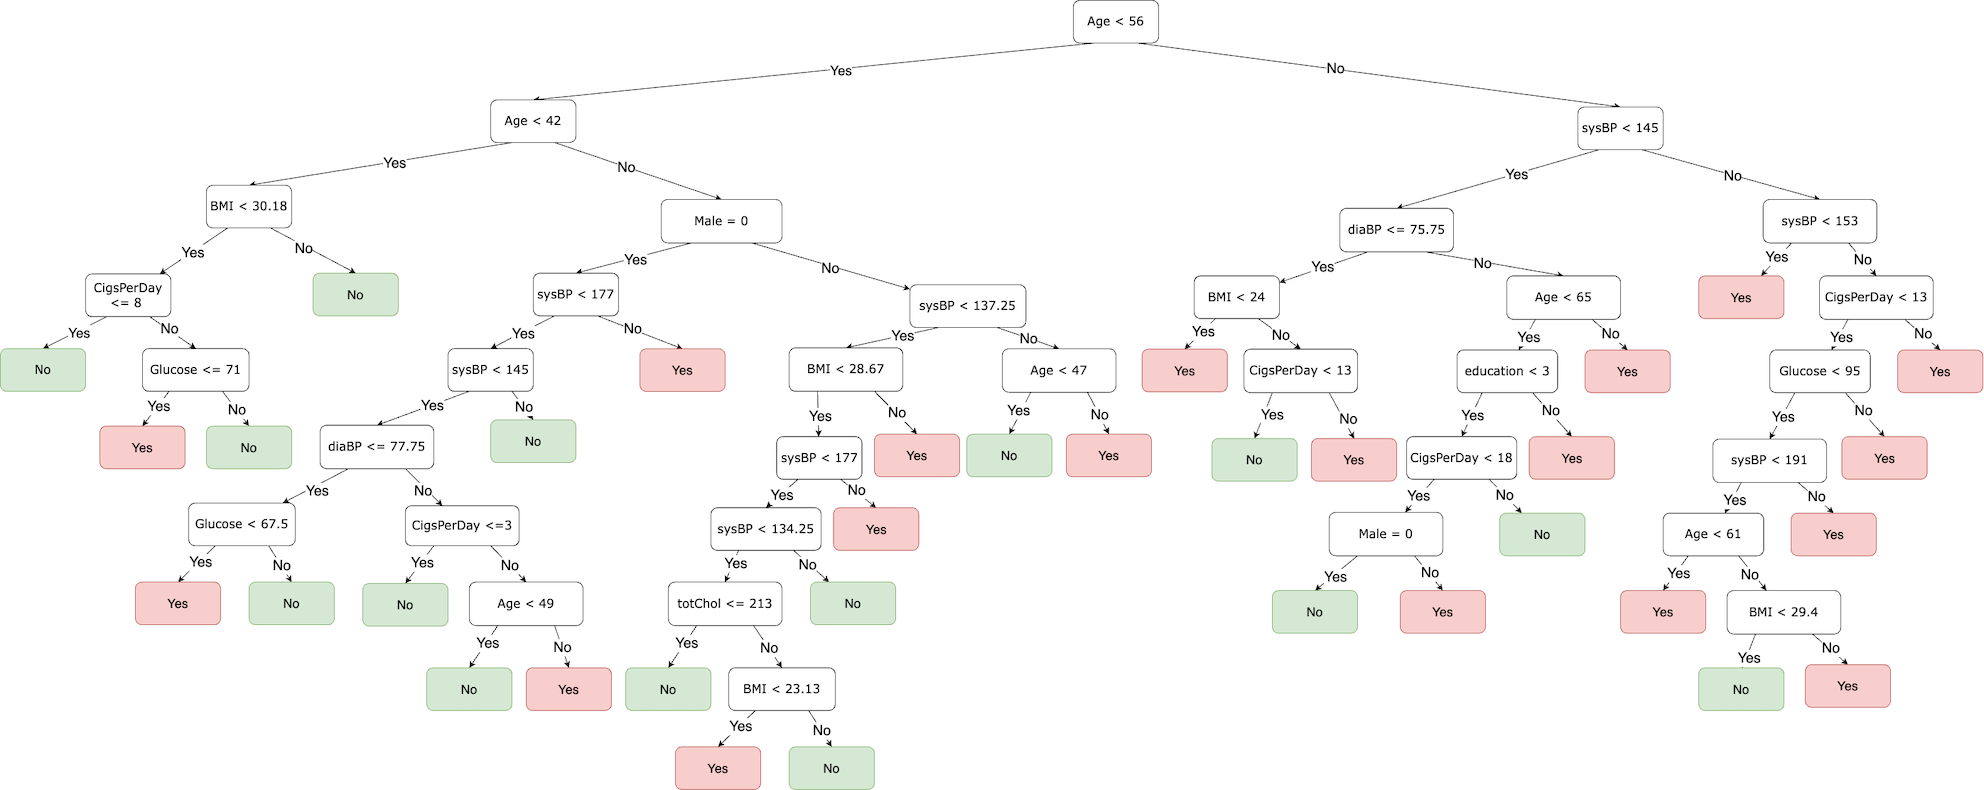 Age < 56
Yes
No
Age < 42
sysBP < 145
Yes
No
Yes
No
BMI < 30.18
Male = 0
diaBP <= 75.75
sysBP < 153
Yes
No
Yes
No
Yes
No
Yes
No
CigsPerDay
<= 8
No
sysBP < 177
sysBP < 137.25
BMI < 24
Age < 65
Yes
CigsPerDay < 13
Yes
No
Yes
No
Yes
No
Yes
No
Yes
No
Yes
No
No
Glucose <= 71
sysBP < 145
Yes
BMI < 28.67
Age < 47
Yes
CigsPerDay < 13
education < 3
Yes
Glucose < 95
Yes
Yes
No
Yes
No
Yes
No
Yes
No
Yes
No
Yes
No
Yes
No
Yes
No
diaBP <= 77.75
No
sysBP < 177
Yes
No
Yes
No
Yes
CigsPerDay < 18
Yes
sysBP < 191
Yes
Yes
No
Yes
No
Yes
No
Yes
No
Glucose < 67.5
CigsPerDay <=3
sysBP < 134.25
Yes
Male = 0
No
Age < 61
Yes
Yes
No
Yes
No
Yes
No
Yes
No
Yes
No
Yes
No
No
Age < 49
totChol <= 213
No
No
Yes
Yes
BMI < 29.4
Yes
No
Yes
No
Yes
No
No
Yes
No
BMI < 23.13
No
Yes
Yes
No
Yes
No